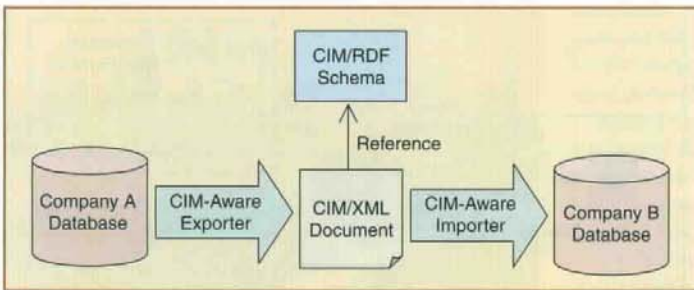 CIM/RDF
Schema
Reference
Company A
Database
CIM-Aware
Exporter
CIM/XML
Document
CIM-Aware
Importer
Company B
Database